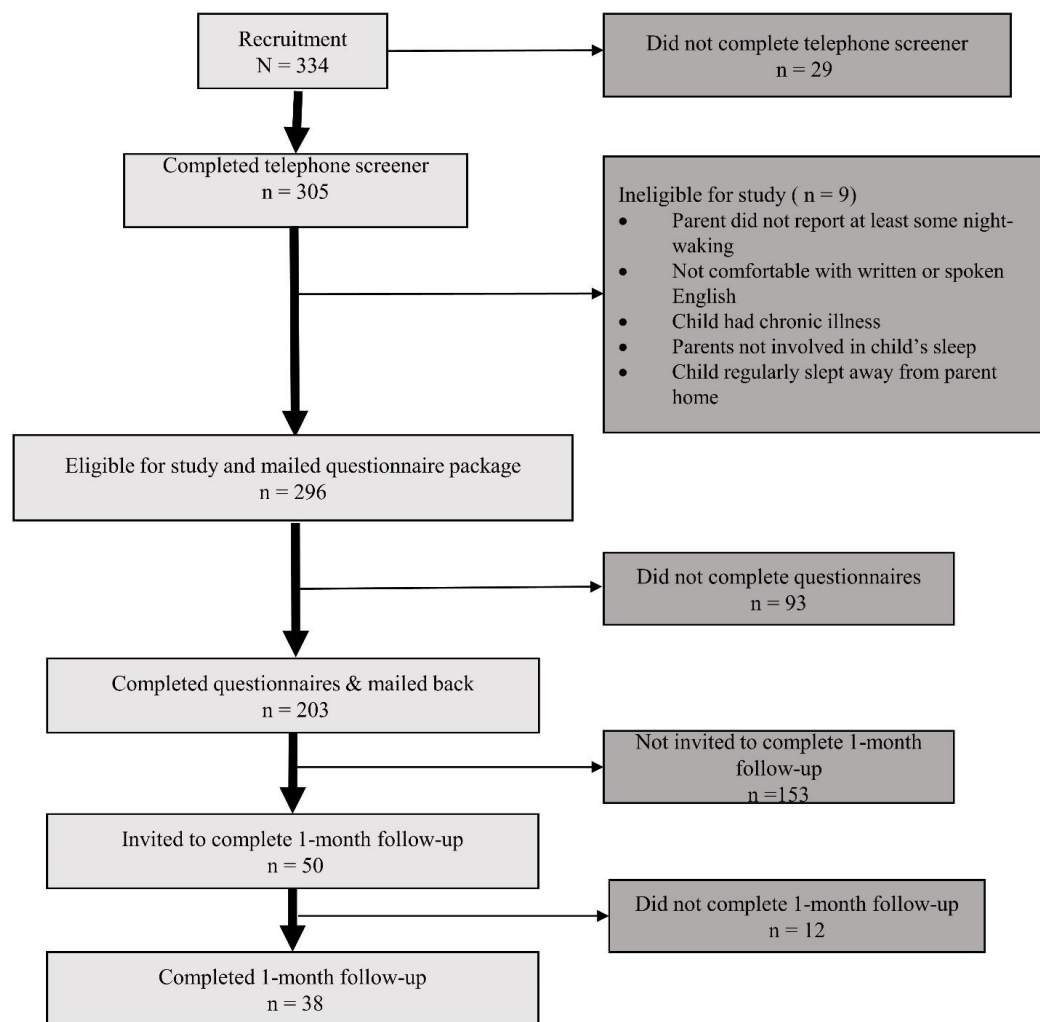 Recruitment
N = 334
Did not complete telephone screener
n = 29
Completed telephone screener
n = 305
Ineligible for study ( n = 9)
• Parent did not report at least some night-
waking
• Not comfortable with written or spoken
English
• Child had chronic illness
• Parents not involved in child’s sleep
• Child regularly slept away from parent
home
Eligible for study and mailed questionnaire package
n = 296
Did not complete questionnaires
n = 93
Completed questionnaires & mailed back
n = 203
Not invited to complete 1-month
follow-up
n =153
Invited to complete 1-month follow-up
n = 50
Did not complete 1-month follow-up
n = 12
Completed 1-month follow-up
n = 38